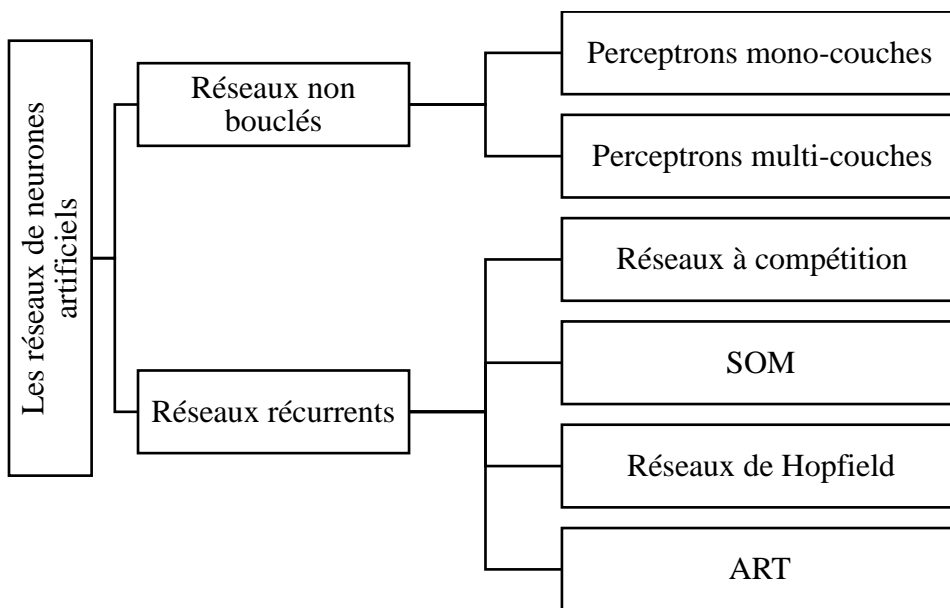 Les réseaux de neurones
artificiels
Réseaux non
bouclés
Perceptrons mono-couches
Perceptrons multi-couches
Réseaux récurrents
Réseaux à compétition
SOM
Réseaux de Hopfield
ART